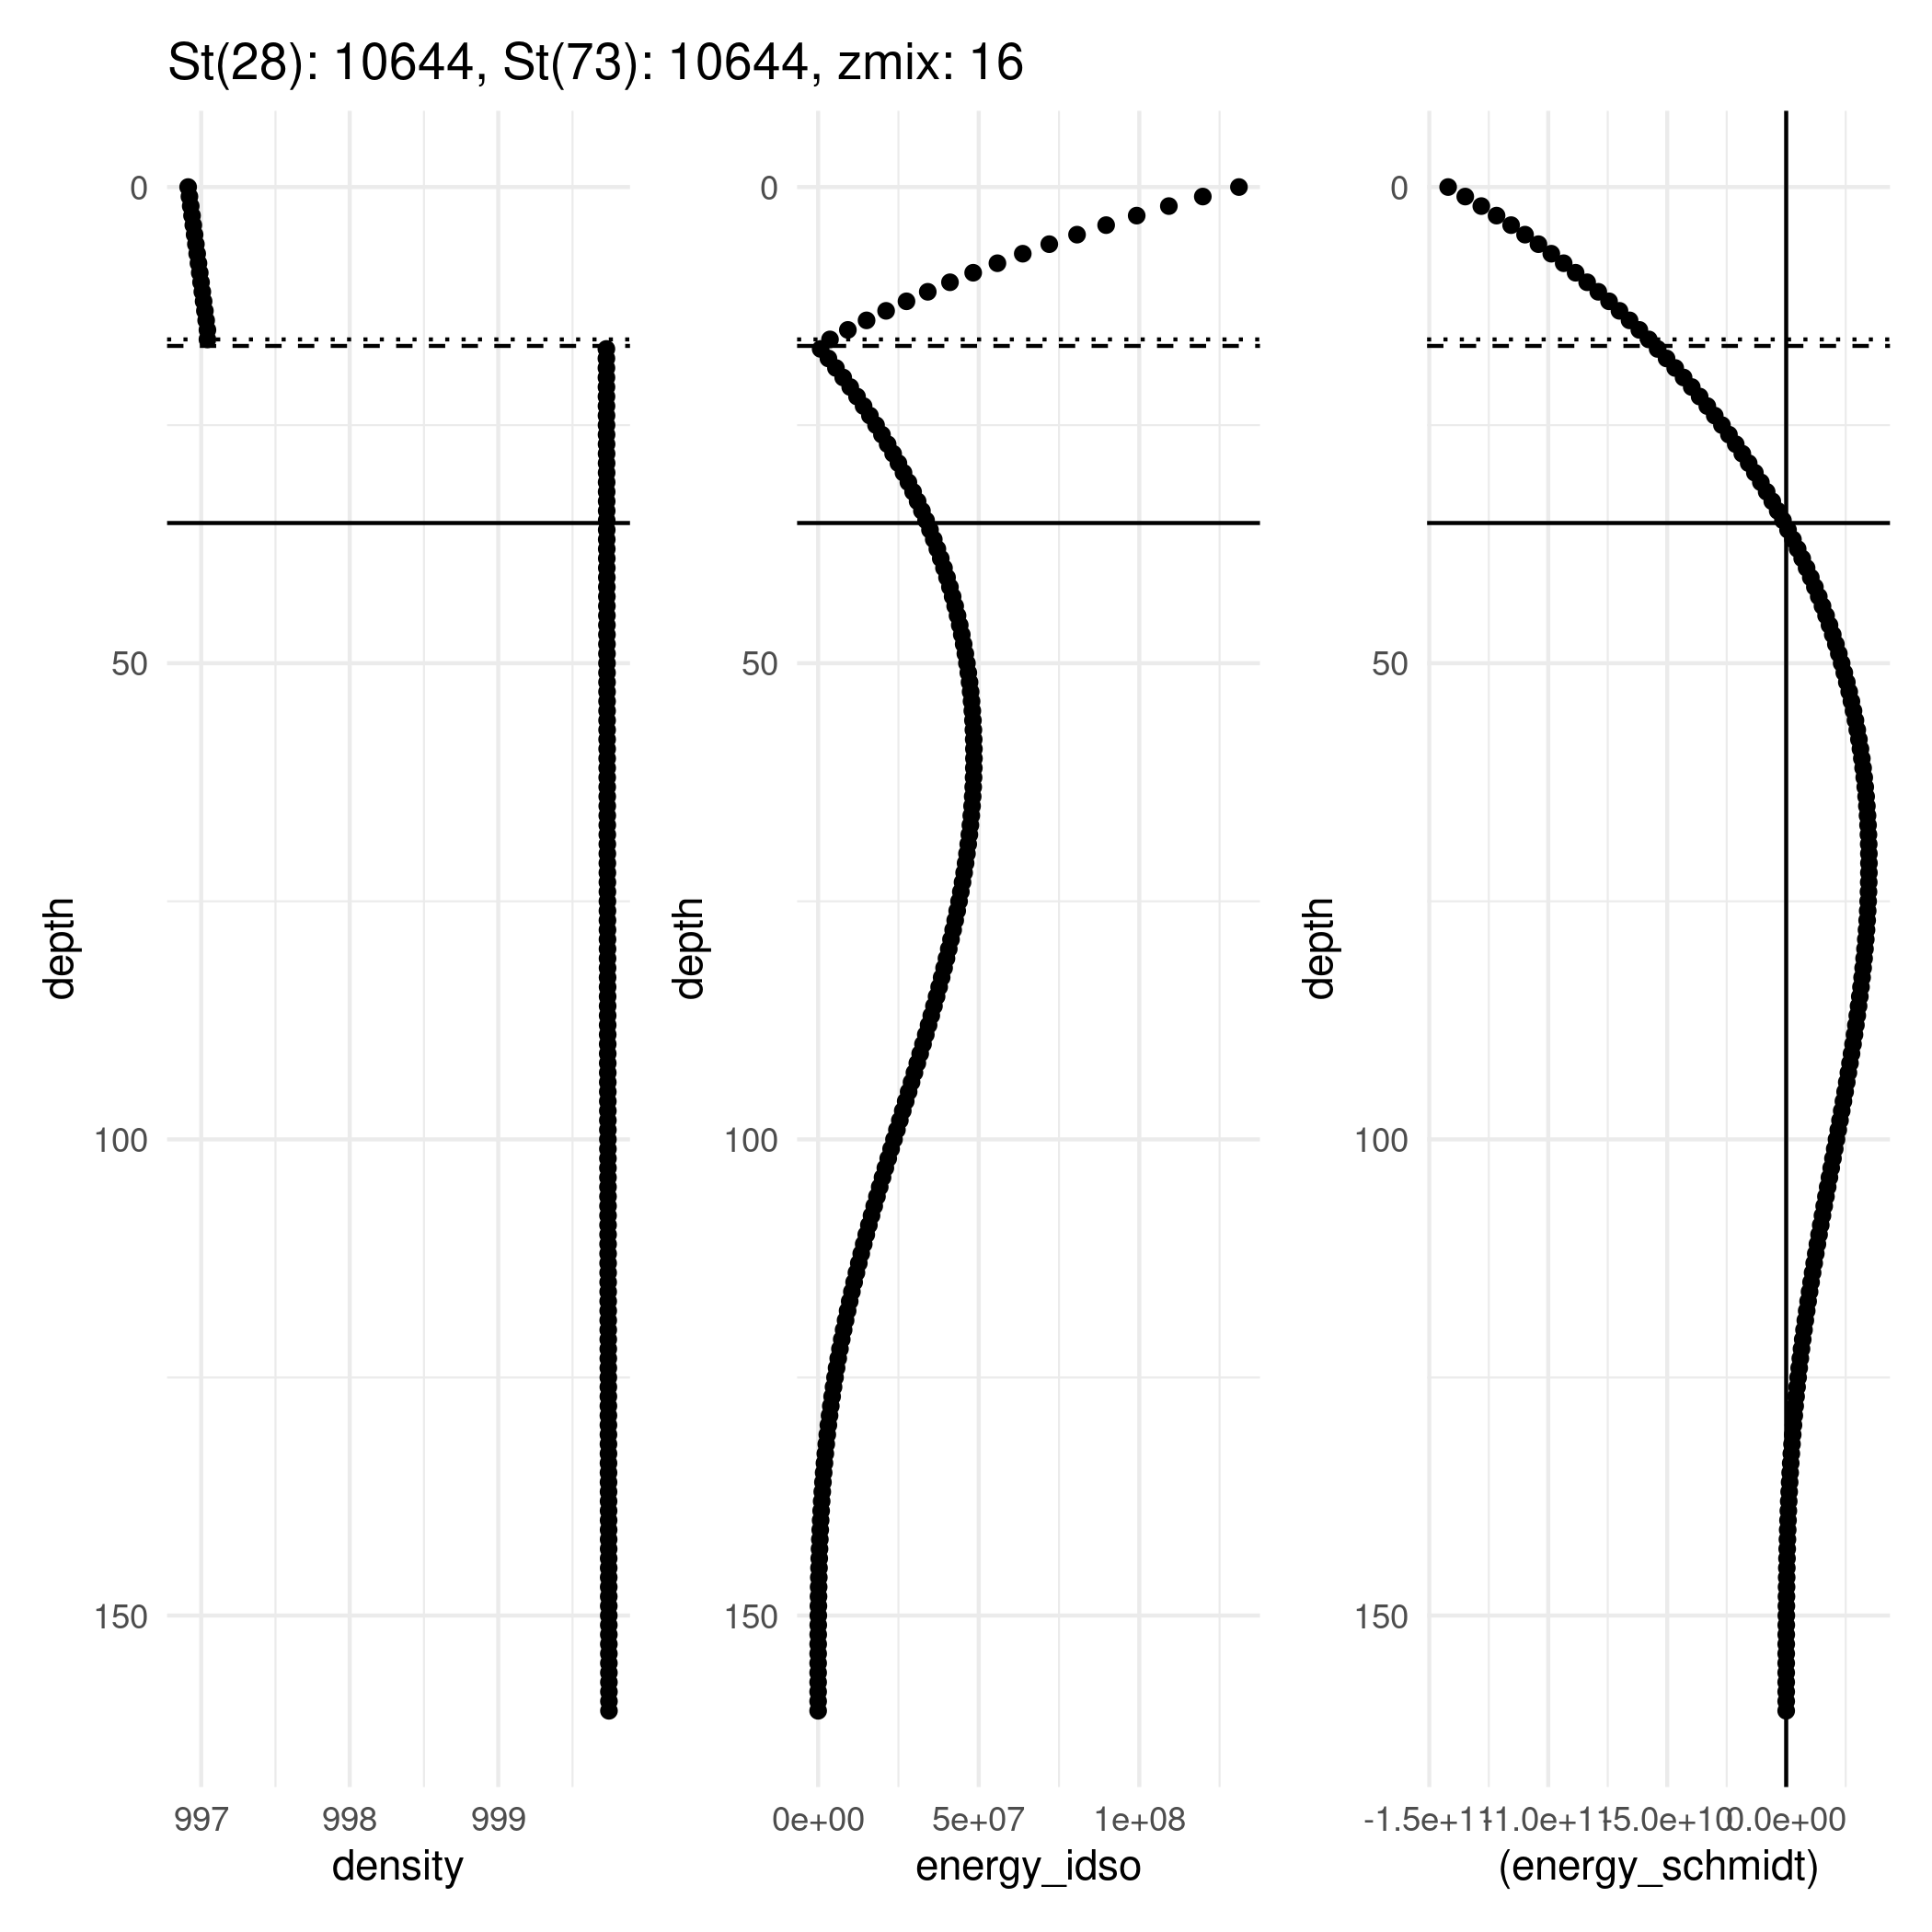 St(28): 10644, St(73): 10644, zmix: 16
0
50
100
150
depth
997 998 999
density
0
50
100
150
depth
0e+00 5e+07 1e+08
energy_idso
0
50
100
150
depth
-1.5e+11 -1.0e+11 -5.0e+10 0.0e+00
(energy_schmidt)